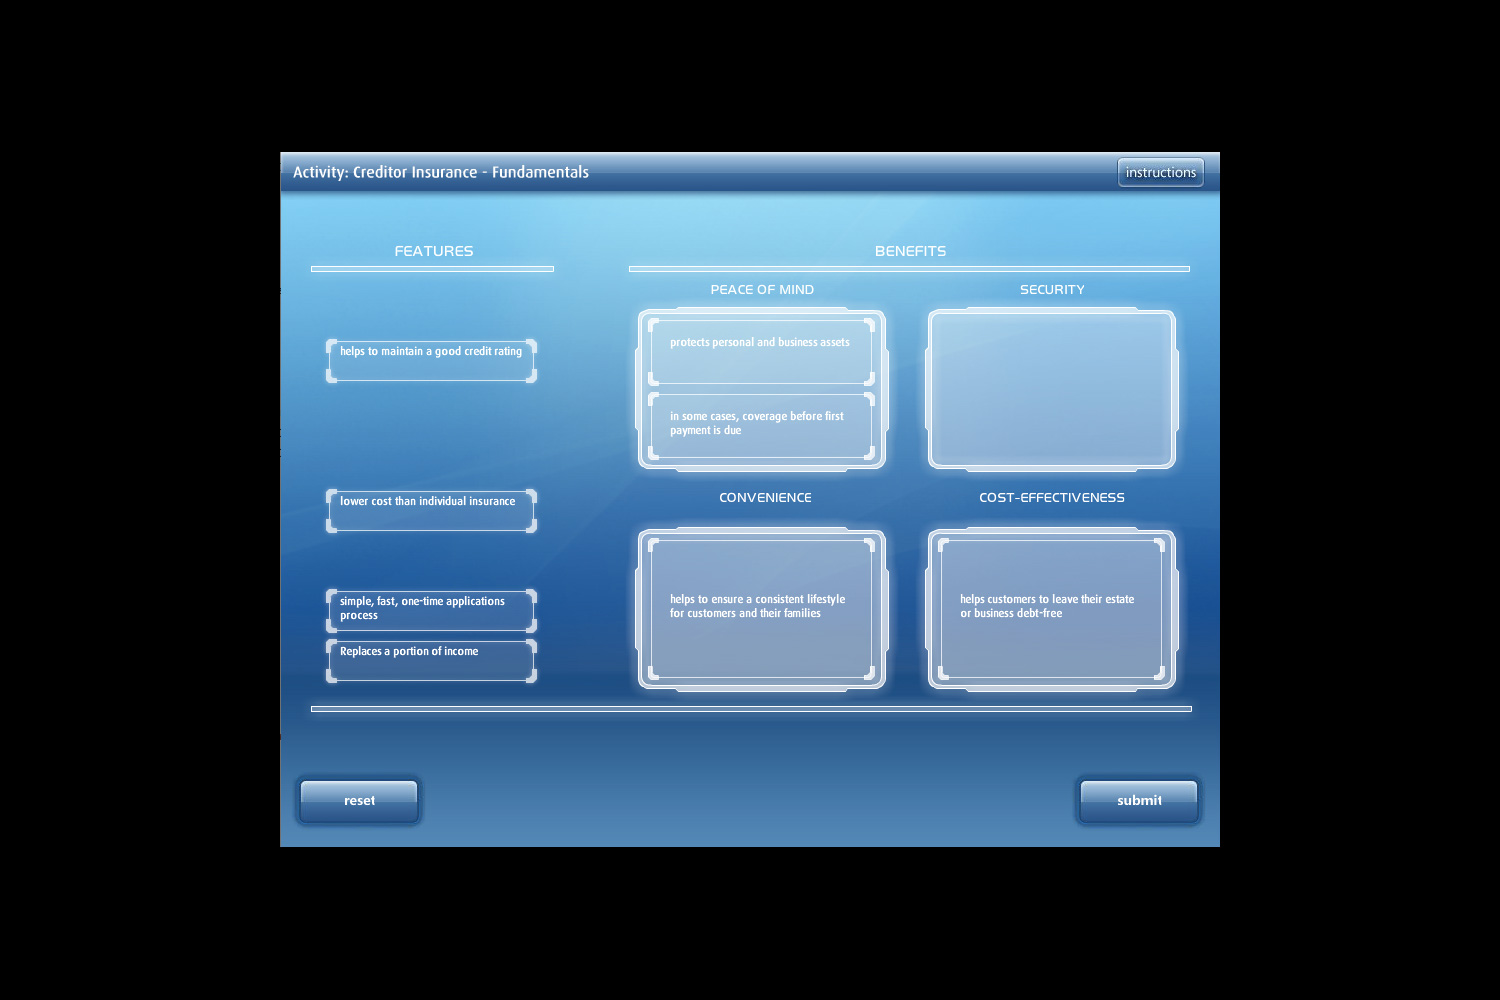 Activity: Creditor Insurance - Fundamentals
instructions
FEATURES
BENEFITS
helps to maintain a good credit rating
lower cost than individual insurance
simple, fast, one-time applications
process
Replaces a portion of income
PEACE OF MIND
protects personal and business assets
in some cases, coverage before first
payment is due
SECURITY
CONVENIENCE
helps to ensure a consistent lifestyle
for customers and their families
COST-EFFECTIVENESS
helps customers to leave their estate
or business debt-free
reset
submit